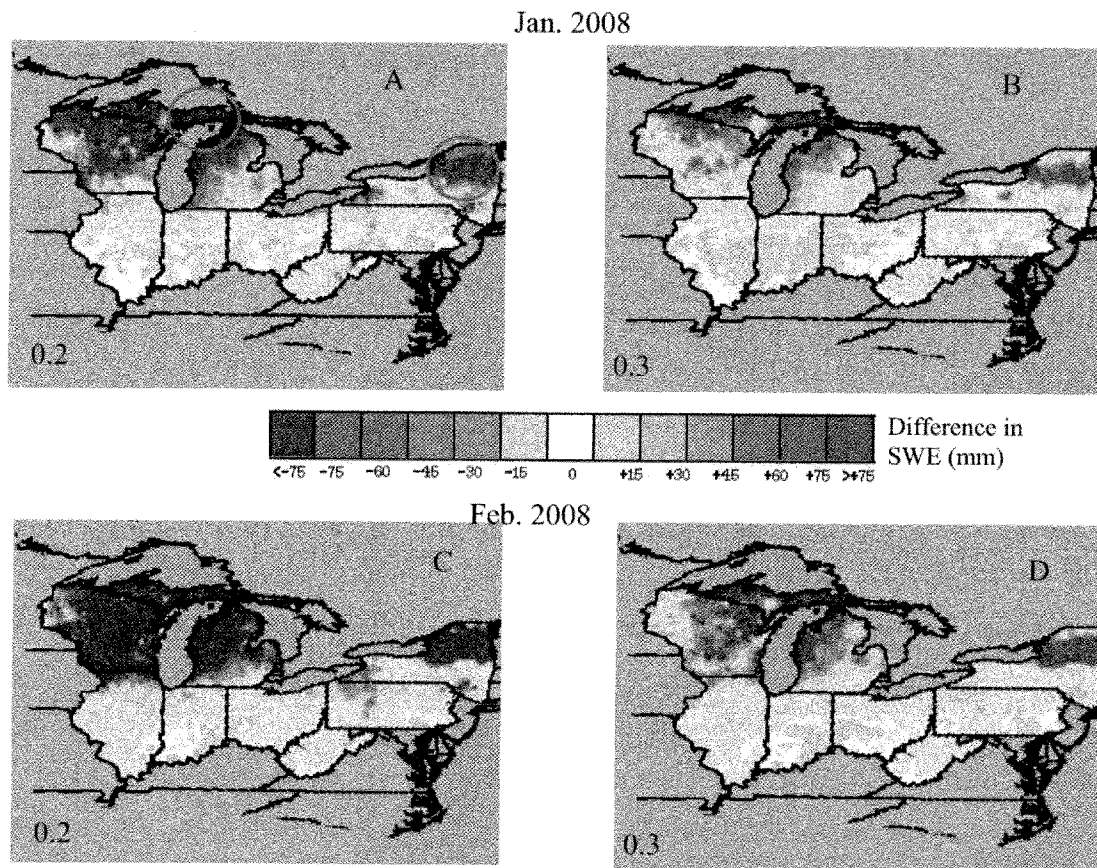 Jan. 2008
A
B
0.2
0.3
Difference in
SWE (mm)
<-75 -75 -60 -45 -30 -15 0 +15 +30 +45 +60 +75 >+75
Feb. 2008
C
D
0.2
0.3